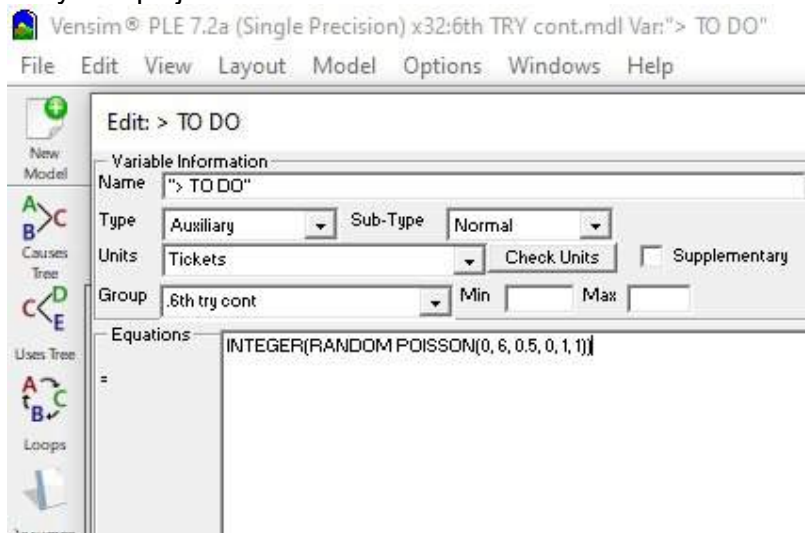 Vensim® PLE 7.2a (Single Precision) x32:6th TRY cont.mdl Var:"> TO DO"
File Edit View Layout Model Options Windows Help
New Model
Edit: > TO DO
Variable Information
Name "> TO DO"
Type Auxiliary Sub-Type Normal
Causes Tree
Units Tickets Check Units Supplementary
Group .6th try cont Min Max
Uses Tree
Equations
=
INTEGER(RANDOM POISSON(0, 6, 0.5, 0, 1, 1))
Loops